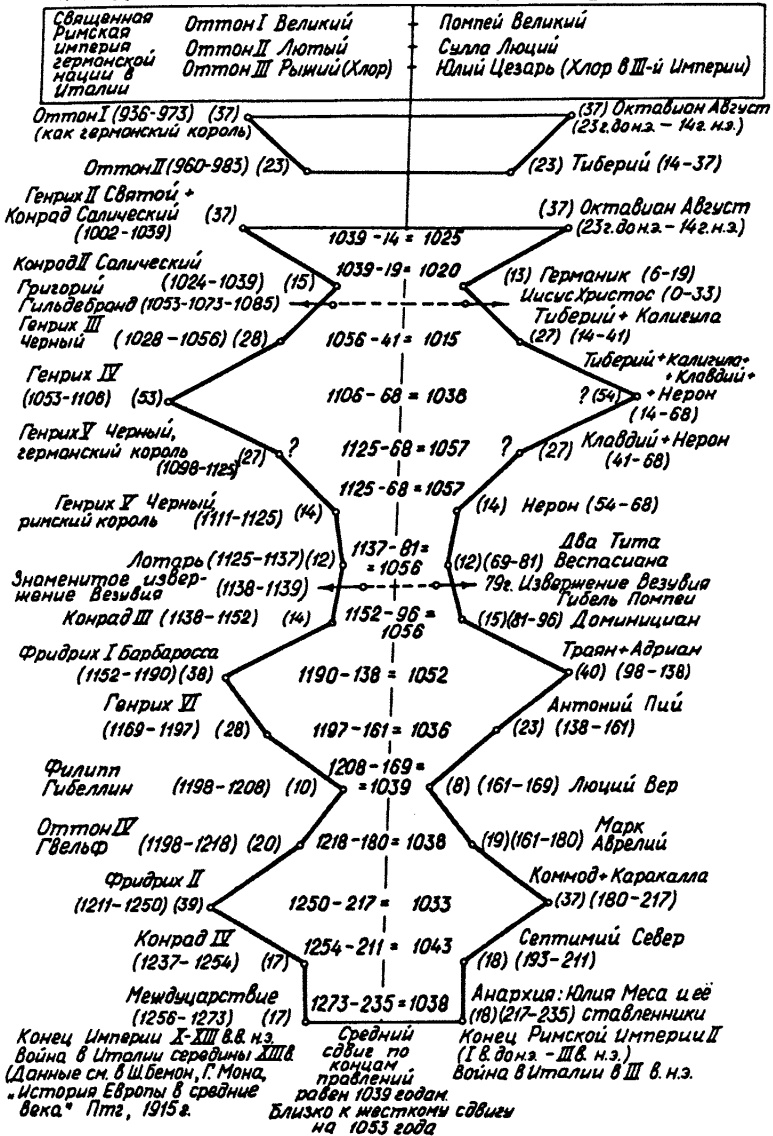 Священная
Римская
империя
германской
нации в
Италии
Оттон I Великий
Оттон II Лютый
Оттон III Рыжий (Хлор)
Помпей Великий
Сулла Люций
Юлий Цезарь (Хлор в III-й Империи)
Оттон I (936-973) (37)
(как германский король)
(37) Октавиан Август
(23г. до н.э. – 14г. н.э.)
Оттон II (960-983) (23)
(23) Тиберий (14-37)
Генрих II Святой +
Конрад Салический (37)
(1002-1039)
(37) Октавиан Август
(23г. до н.э. – 14г. н.э.)
1039-14=1025
Конрод II Салический
(1024-1039) (15)
1039-19=1020
(13) Германик (6-19)
Григорий
Гильдебранд (1053-1073-1085)
Иисус Христос (0-33)
Генрих III
Черный (1028-1056) (28)
1056-41=1015
Тиберий + Калигула
(27) (14-41)
Генрих IV
(1053-1106) (53)
1106-68=1038
Тиберий + Калигула +
+ Клавдий +
? (54) + Нерон
(14-68)
Генрих V Черный,
германский король
(1098-1125) (27) ?
1125-68=1057
? (27) Клавдий + Нерон
(41-68)
Генрих V Черный,
римский король (1111-1125) (14)
1125-68=1057
(14) Нерон (54-68)
Лотарь (1125-1137) (12)
1137-81=
=1056
Два Тита
(12) (69-81) Веспасиана
Знаменитое извер-
жение Везувия (1138-1139)
79г. Извержение Везувия
Гибель Помпеи
Конрад III (1138-1152) (14)
1152-96=
1056
(15) (81-96) Доминициан
Фридрих I Барбаросса
(1152-1190) (38)
1190-138=1052
Траян + Адриан
(40) (98-138)
Генрих VI
(1169-1197) (28)
1197-161=1036
Антоний Пий
(23) (138-161)
Филипп
Гибеллин (1198-1208) (10)
1208-169=
=1039
(8) (161-169) Люций Вер
Оттон IV
Гвельф (1198-1218) (20)
1218-180=1038
(19) (161-180) Марк
Аврелий
Фридрих II
(1211-1250) (39)
1250-217=1033
Коммод + Каракалла
(37) (180-217)
Конрад IV
(1237-1254) (17)
1254-211=1043
Септимий Север
(18) (193-211)
Междуцарствие
(1256-1273) (17)
1273-235=1038
Анархия: Юлия Меса и её
(18) (217-235) ставленники
Конец Империи X-XIII в.в. н.э.
Война в Италии середины XIII в.
(Данные см. в Ш. Бемон, Г. Моно,
„История Европы в средние
века" Птг, 1915г.
Средний
сдвиг по
концам
правлений
равен 1039 годам.
Близко к жесткому сдвигу
на 1053 года
Конец Римской Империи II
(I в. до н.э. – III в. н.э.)
Война в Италии в III в. н.э.